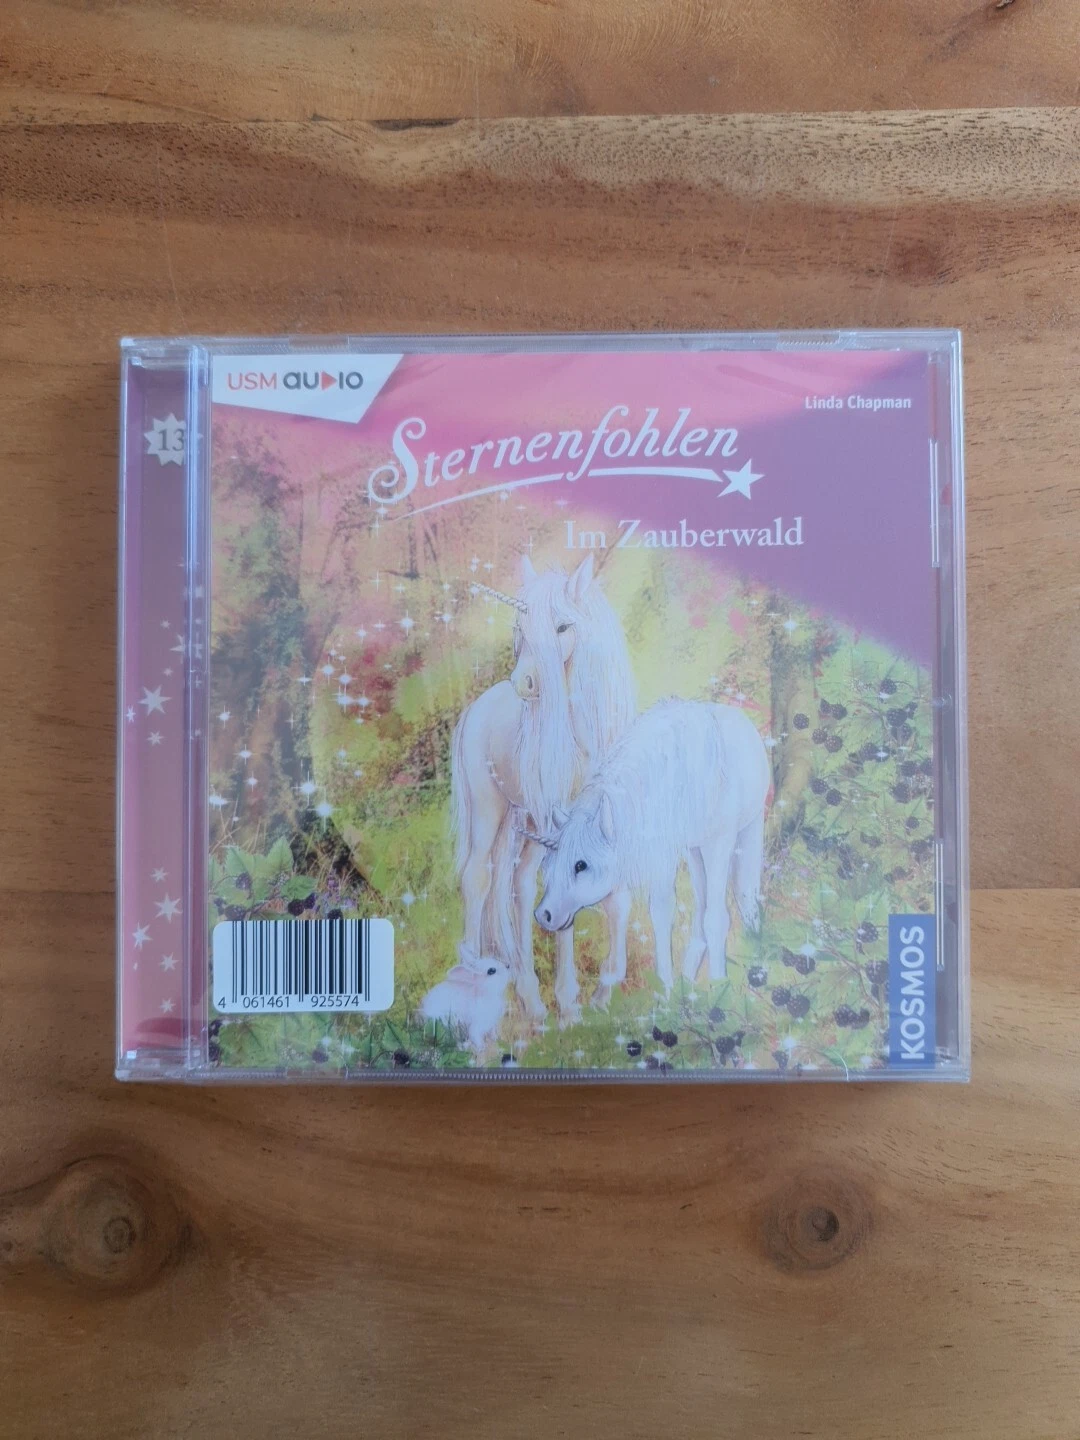 USM AUDIO
Linda Chapman
13
Sternenfohlen
Im Zauberwald
4 061461 925574
KOSMOS